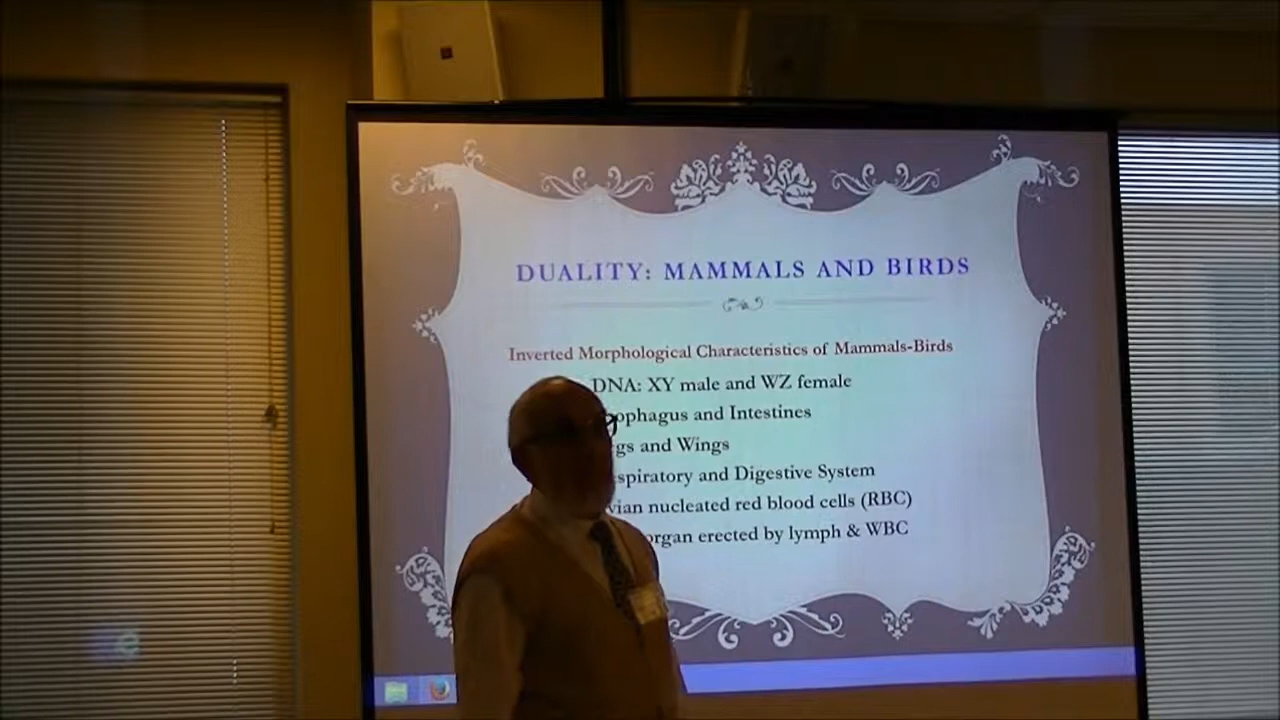 DUALITY: MAMMALS AND BIRDS
Inverted Morphological Characteristics of Mammals-Birds
DNA: XY male and WZ female
ophagus and Intestines
gs and Wings
spiratory and Digestive System
vian nucleated red blood cells (RBC)
organ erected by lymph & WBC